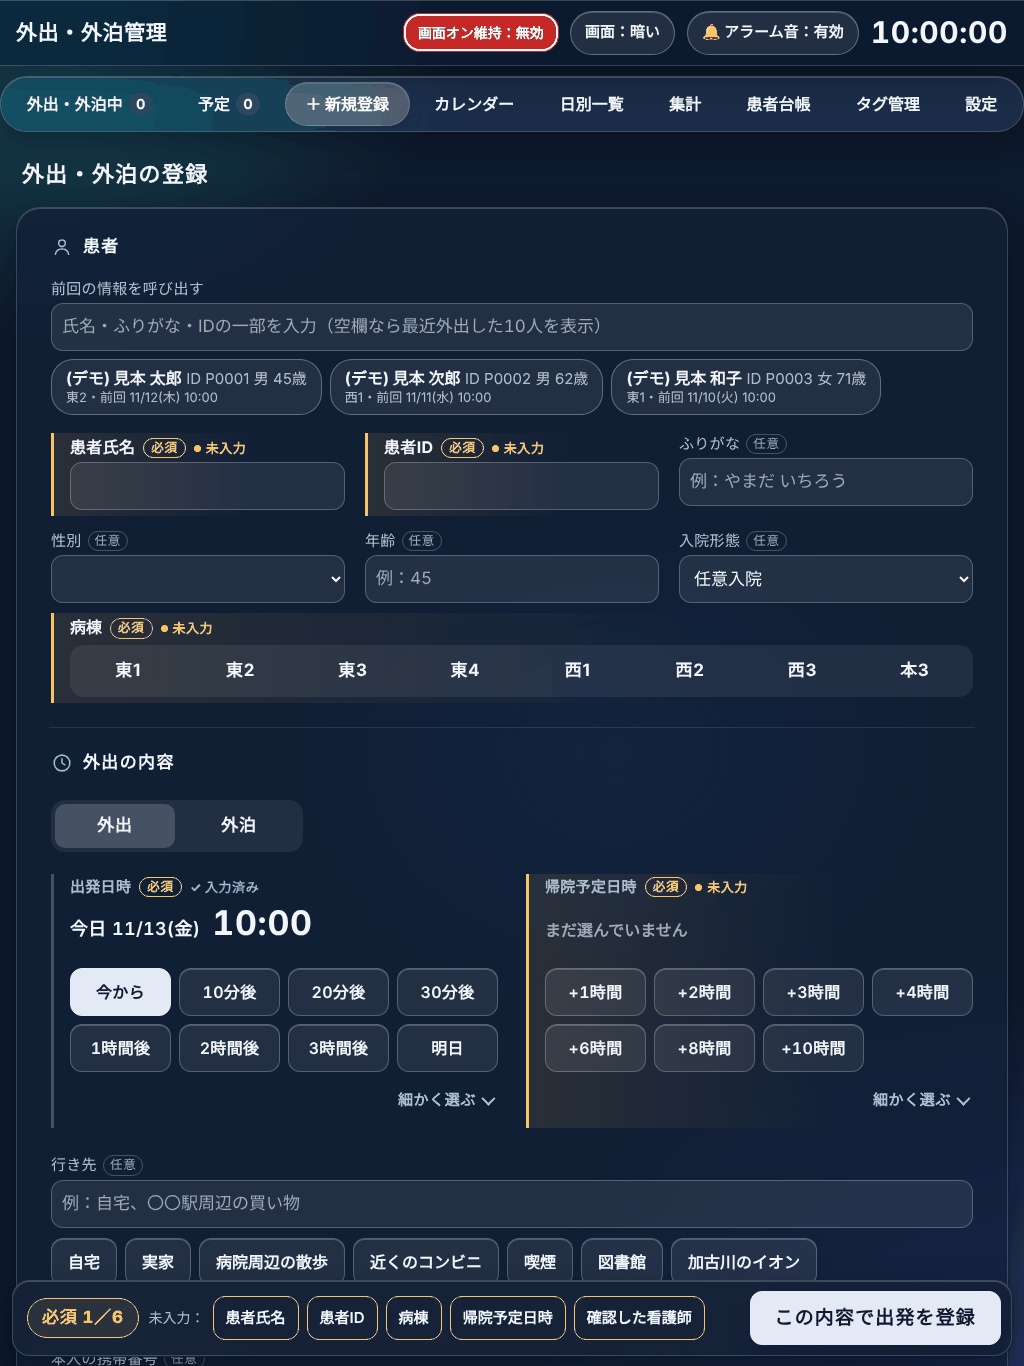 外出・外泊管理
画面オン維持：無効
画面：暗い
🔔 アラーム音：有効
10:00:00
外出・外泊中 0
予定 0
＋新規登録
カレンダー
日別一覧
集計
患者台帳
タグ管理
設定
外出・外泊の登録
患者
前回の情報を呼び出す
氏名・ふりがな・IDの一部を入力（空欄なら最近外出した10人を表示）
(デモ) 見本 太郎 ID P0001 男 45歳
東2・前回 11/12(木) 10:00
(デモ) 見本 次郎 ID P0002 男 62歳
西1・前回 11/11(水) 10:00
(デモ) 見本 和子 ID P0003 女 71歳
東1・前回 11/10(火) 10:00
患者氏名 必須 ● 未入力
患者ID 必須 ● 未入力
ふりがな 任意
例：やまだ いちろう
性別 任意
年齢 任意
例：45
入院形態 任意
任意入院
病棟 必須 ● 未入力
東1 東2 東3 東4 西1 西2 西3 本3
外出の内容
外出 外泊
出発日時 必須 ✓ 入力済み
今日 11/13(金) 10:00
今から 10分後 20分後 30分後
1時間後 2時間後 3時間後 明日
細かく選ぶ
帰院予定日時 必須 ● 未入力
まだ選んでいません
+1時間 +2時間 +3時間 +4時間
+6時間 +8時間 +10時間
細かく選ぶ
行き先 任意
例：自宅、〇〇駅周辺の買い物
自宅 実家 病院周辺の散歩 近くのコンビニ 喫煙 図書館 加古川のイオン
必須 1／6 未入力： 患者氏名 患者ID 病棟 帰院予定日時 確認した看護師
この内容で出発を登録
本人の携帯番号 任意